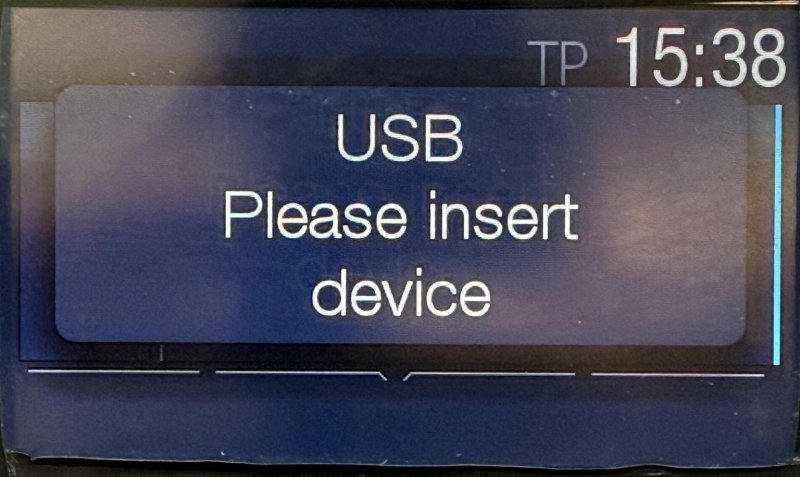 TP 15:38
USB
Please insert
device